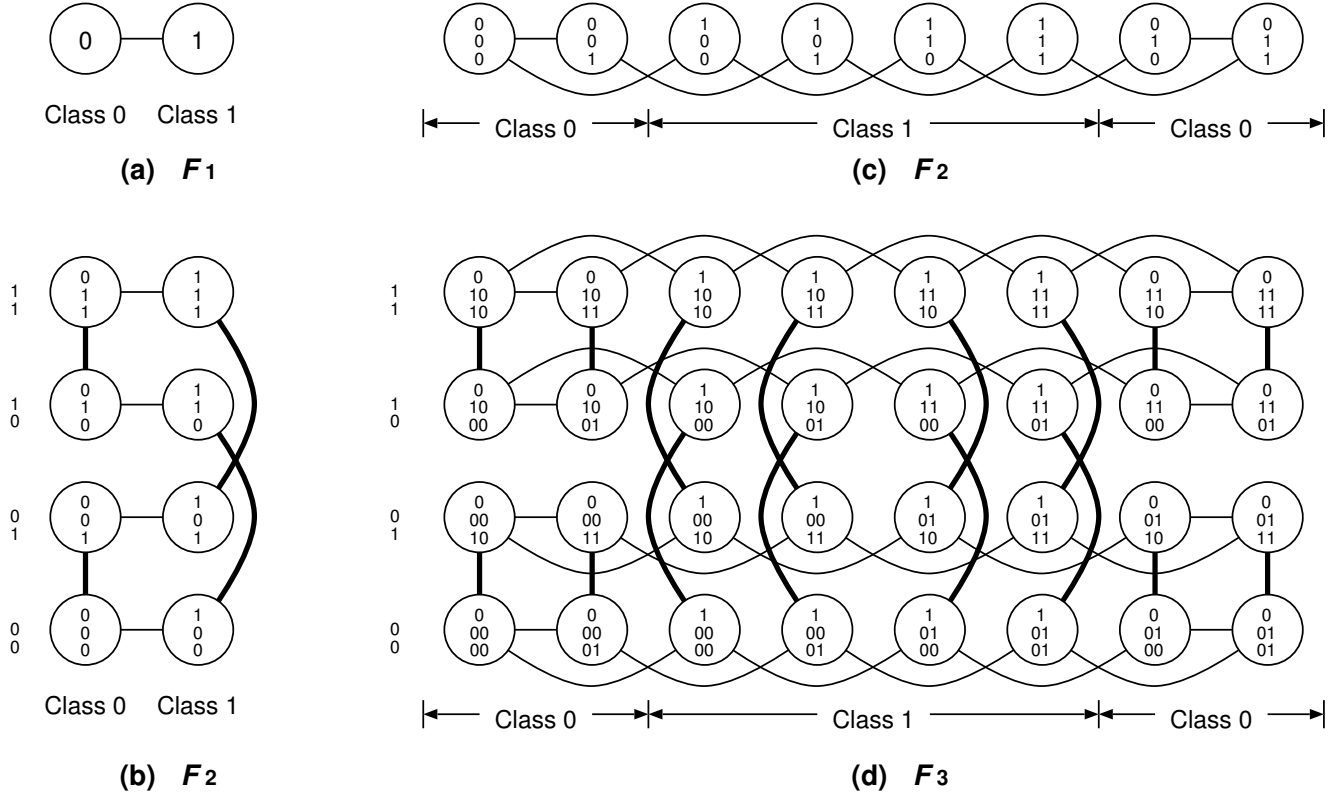 0 1
Class 0 Class 1
(a) F1
0 0 1 1 1 1 0 0
0 0 0 0 1 1 1 1
0 1 0 1 0 1 0 1
Class 0 Class 1 Class 0
(c) F2
1 0 1
1 1 1
1 1
1 0 1
0 1 1
0 0
0 0 1
1 0 0
1 1
0 0 1
0 0 0
0 0
Class 0 Class 1
(b) F2
1 0 0 1 1 1 1 0 0
1 10 10 10 10 11 11 11 11
10 11 10 11 10 11 10 11
1 0 0 1 1 1 1 0 0
0 10 10 10 10 11 11 11 11
00 01 00 01 00 01 00 01
0 0 0 1 1 1 1 0 0
1 00 00 00 00 01 01 01 01
10 11 10 11 10 11 10 11
0 0 0 1 1 1 1 0 0
0 00 00 00 00 01 01 01 01
00 01 00 01 00 01 00 01
Class 0 Class 1 Class 0
(d) F3